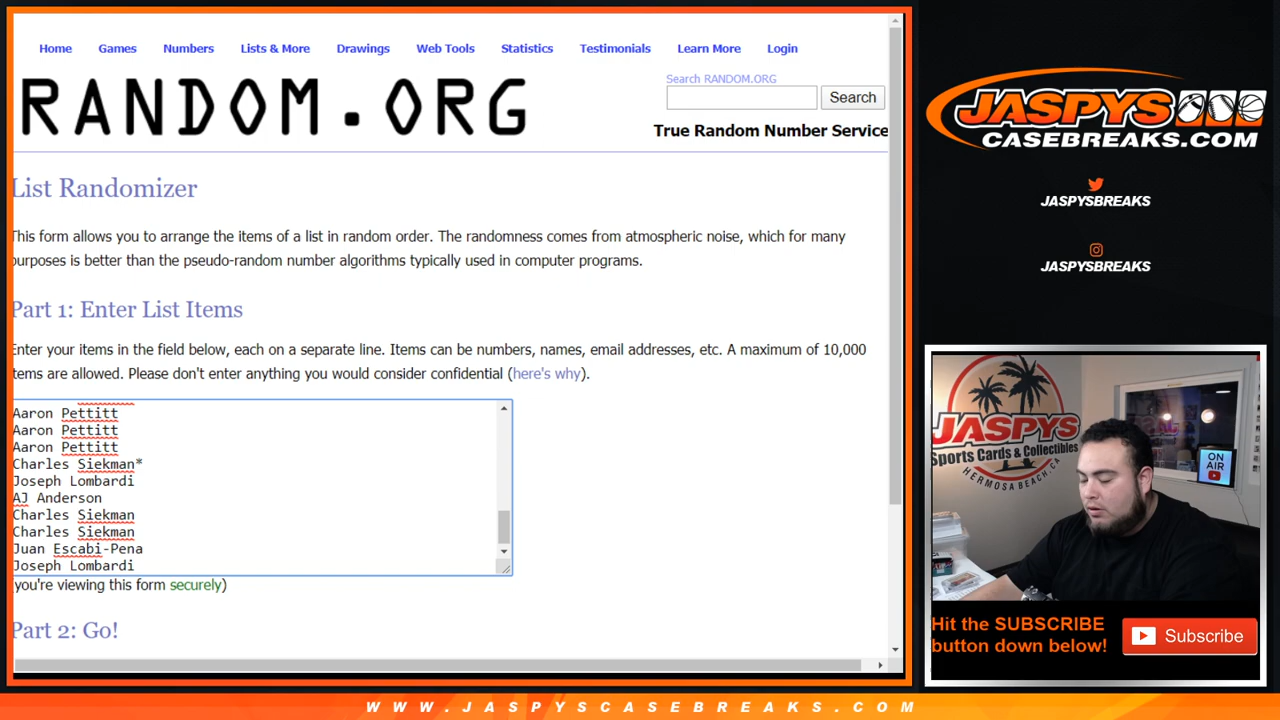 Home Games Numbers Lists & More Drawings Web Tools Statistics Testimonials Learn More Login
RANDOM.ORG
Search RANDOM.ORG
Search
True Random Number Service
List Randomizer
This form allows you to arrange the items of a list in random order. The randomness comes from atmospheric noise, which for many
purposes is better than the pseudo-random number algorithms typically used in computer programs.
Part 1: Enter List Items
Enter your items in the field below, each on a separate line. Items can be numbers, names, email addresses, etc. A maximum of 10,000
items are allowed. Please don't enter anything you would consider confidential (here's why).
Aaron Pettitt
Aaron Pettitt
Aaron Pettitt
Charles Siekman*
Joseph Lombardi
AJ Anderson
Charles Siekman
Charles Siekman
Juan Escabi-Pena
Joseph Lombardi
(you're viewing this form securely)
Part 2: Go!
JASPYS
CASEBREAKS.COM
JASPYSBREAKS
JASPYSBREAKS
JASPYS
Sports Cards & Collectibles
HERMOSA BEACH, CA
ON
AIR
Hit the SUBSCRIBE
button down below!
Subscribe
WWW.JASPYSCASEBREAKS.COM